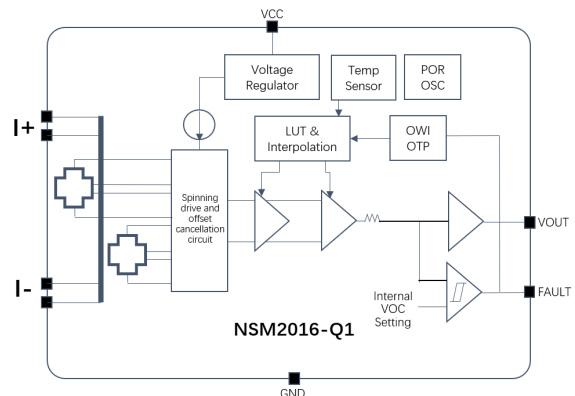 VCC
Voltage
Regulator
Temp
Sensor
POR
OSC
I+
LUT &
Interpolation
OWI
OTP
Spinning
drive and
offset
cancellation
circuit
VOUT
I-
Internal
VOC
Setting
FAULT
NSM2016-Q1
GND